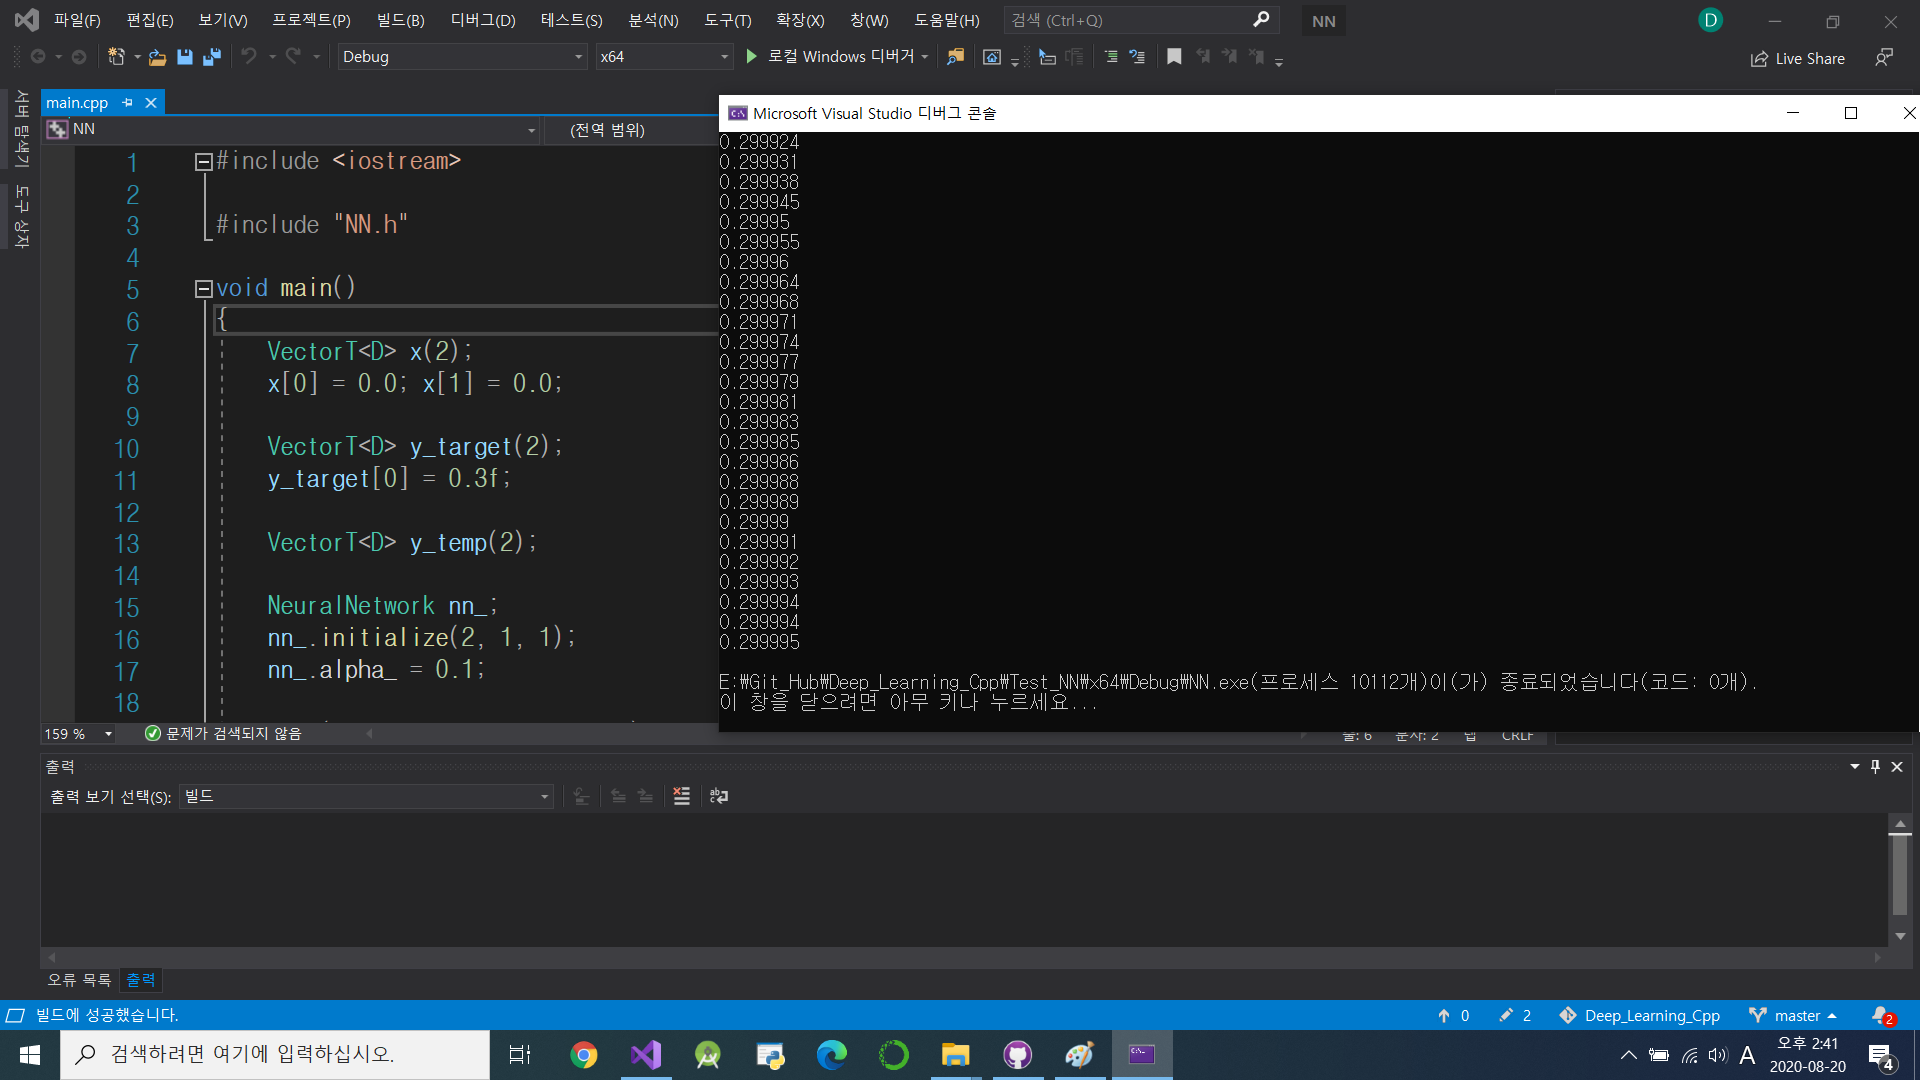 파일(F) 편집(E) 보기(V) 프로젝트(P) 빌드(B) 디버그(D) 테스트(S) 분석(N) 도구(T) 확장(X) 창(W) 도움말(H) 검색 (Ctrl+Q) NN D
Debug x64 로컬 Windows 디버거 Live Share
서버 탐색기
도구 상자
main.cpp
NN (전역 범위)
1 #include <iostream>
2
3 #include "NN.h"
4
5 void main()
6 {
7 VectorT<D> x(2);
8 x[0] = 0.0; x[1] = 0.0;
9
10 VectorT<D> y_target(2);
11 y_target[0] = 0.3f;
12
13 VectorT<D> y_temp(2);
14
15 NeuralNetwork nn_;
16 nn_.initialize(2, 1, 1);
17 nn_.alpha_ = 0.1;
18
159 % 문제가 검색되지 않음
줄: 6 문자: 2 탭 CRLF
Microsoft Visual Studio 디버그 콘솔
0.299924
0.299931
0.299938
0.299945
0.29995
0.299955
0.29996
0.299964
0.299968
0.299971
0.299974
0.299977
0.299979
0.299981
0.299983
0.299985
0.299986
0.299988
0.299989
0.29999
0.299991
0.299992
0.299993
0.299994
0.299994
0.299995
E:₩Git_Hub₩Deep_Learning_Cpp₩Test_NN₩x64₩Debug₩NN.exe(프로세스 10112개)이(가) 종료되었습니다(코드: 0개).
이 창을 닫으려면 아무 키나 누르세요...
출력
출력 보기 선택(S): 빌드
오류 목록 출력
빌드에 성공했습니다. 0 2 Deep_Learning_Cpp master 2
검색하려면 여기에 입력하십시오. A 오후 2:41
2020-08-20 4